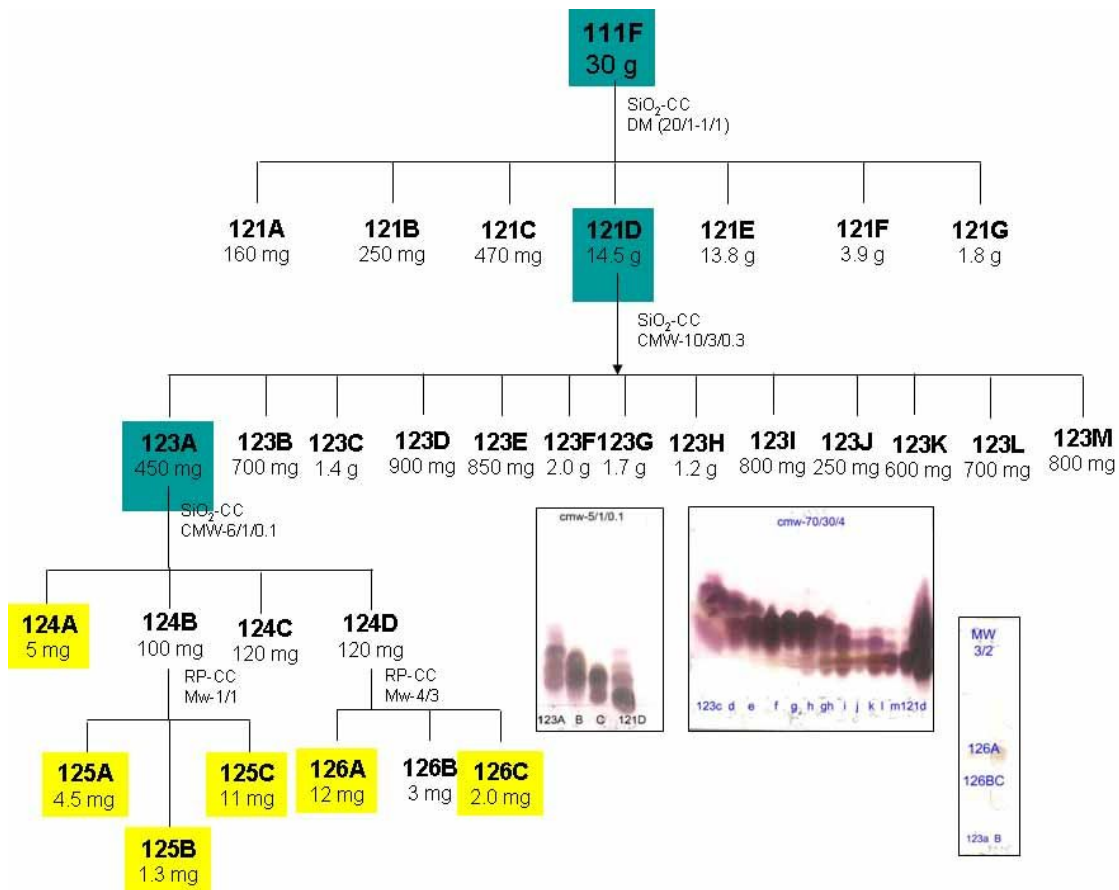 111F
30 g
SiO₂-CC
DM (20/1-1/1)
121A
160 mg
121B
250 mg
121C
470 mg
121D
14.5 g
121E
13.8 g
121F
3.9 g
121G
1.8 g
SiO₂-CC
CMW-10/3/0.3
123A
450 mg
123B
700 mg
123C
1.4 g
123D
900 mg
123E
850 mg
123F
2.0 g
123G
1.7 g
123H
1.2 g
123I
800 mg
123J
250 mg
123K
600 mg
123L
700 mg
123M
800 mg
SiO₂-CC
CMW-6/1/0.1
124A
5 mg
124B
100 mg
124C
120 mg
124D
120 mg
RP-CC
Mw-1/1
RP-CC
Mw-4/3
125A
4.5 mg
125B
1.3 mg
125C
11 mg
126A
12 mg
126B
3 mg
126C
2.0 mg
cmw-5/1/0.1
123A B C 121D
cmw-70/30/4
123c d e f g h gh i j k l m 121d
MW
3/2
126A
126BC
123a B